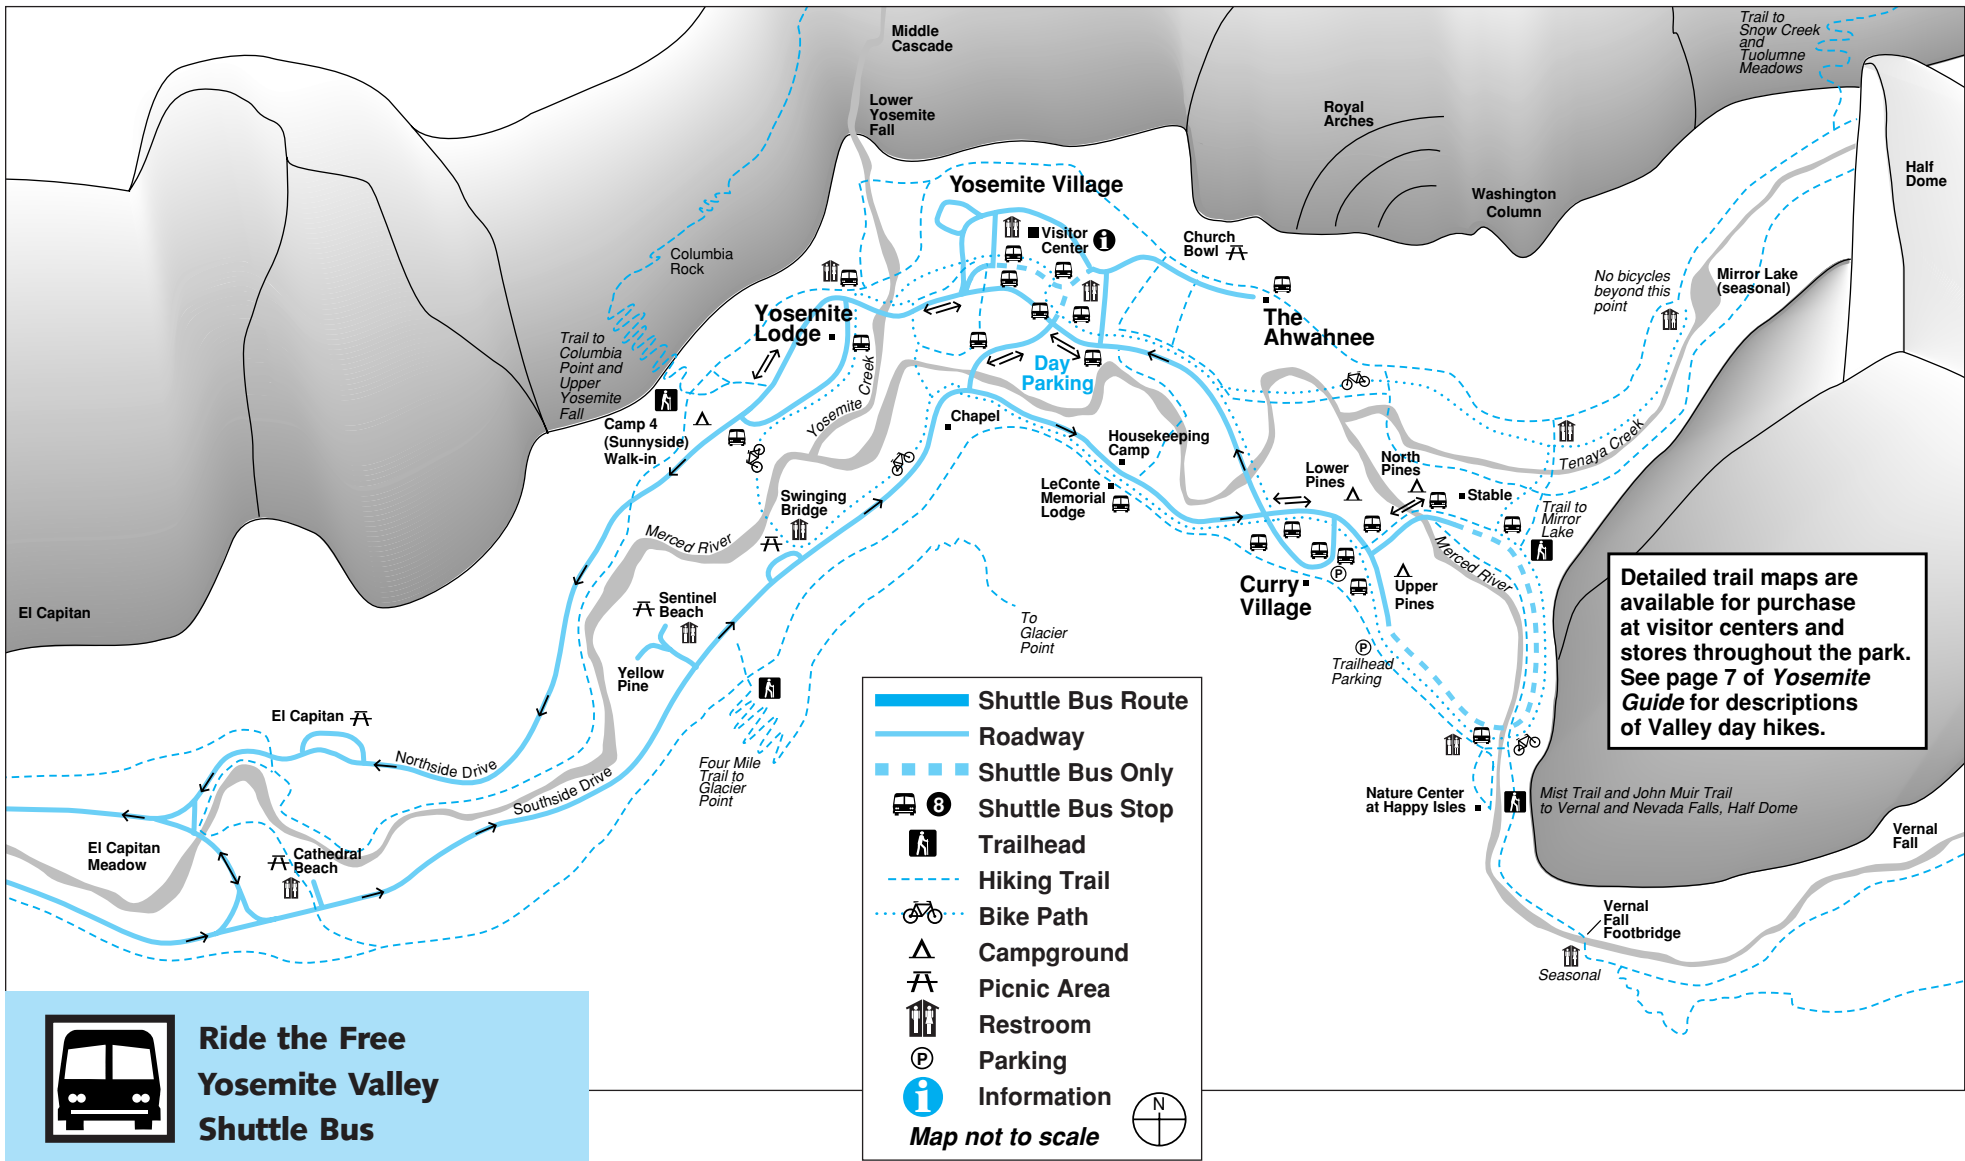 Middle
Cascade
Trail to
Snow Creek
and
Tuolumne
Meadows
Lower
Yosemite
Fall
Royal
Arches
Half
Dome
Yosemite Village
Washington
Column
Visitor
Center
i
Church
Bowl
Columbia
Rock
No bicycles
beyond this
point
Mirror Lake
(seasonal)
Yosemite
Lodge
The
Ahwahnee
Trail to
Columbia
Point and
Upper
Yosemite
Fall
Day
Parking
Yosemite Creek
Camp 4
(Sunnyside)
Walk-in
Chapel
Housekeeping
Camp
Tenaya Creek
North
Pines
Lower
Pines
LeConte
Memorial
Lodge
Stable
Swinging
Bridge
Trail to
Mirror
Lake
Merced River
Merced River
P
Curry
Village
Upper
Pines
Detailed trail maps are
available for purchase
at visitor centers and
stores throughout the park.
See page 7 of Yosemite
Guide for descriptions
of Valley day hikes.
El Capitan
Sentinel
Beach
To
Glacier
Point
P
Trailhead
Parking
Yellow
Pine
El Capitan
Northside Drive
Southside Drive
Four Mile
Trail to
Glacier
Point
Nature Center
at Happy Isles
Mist Trail and John Muir Trail
to Vernal and Nevada Falls, Half Dome
Vernal
Fall
El Capitan
Meadow
Cathedral
Beach
Vernal
Fall
Footbridge
Seasonal
Shuttle Bus Route
Roadway
Shuttle Bus Only
8 Shuttle Bus Stop
Trailhead
Hiking Trail
Bike Path
Campground
Picnic Area
Restroom
P Parking
i Information
Map not to scale
N
Ride the Free
Yosemite Valley
Shuttle Bus